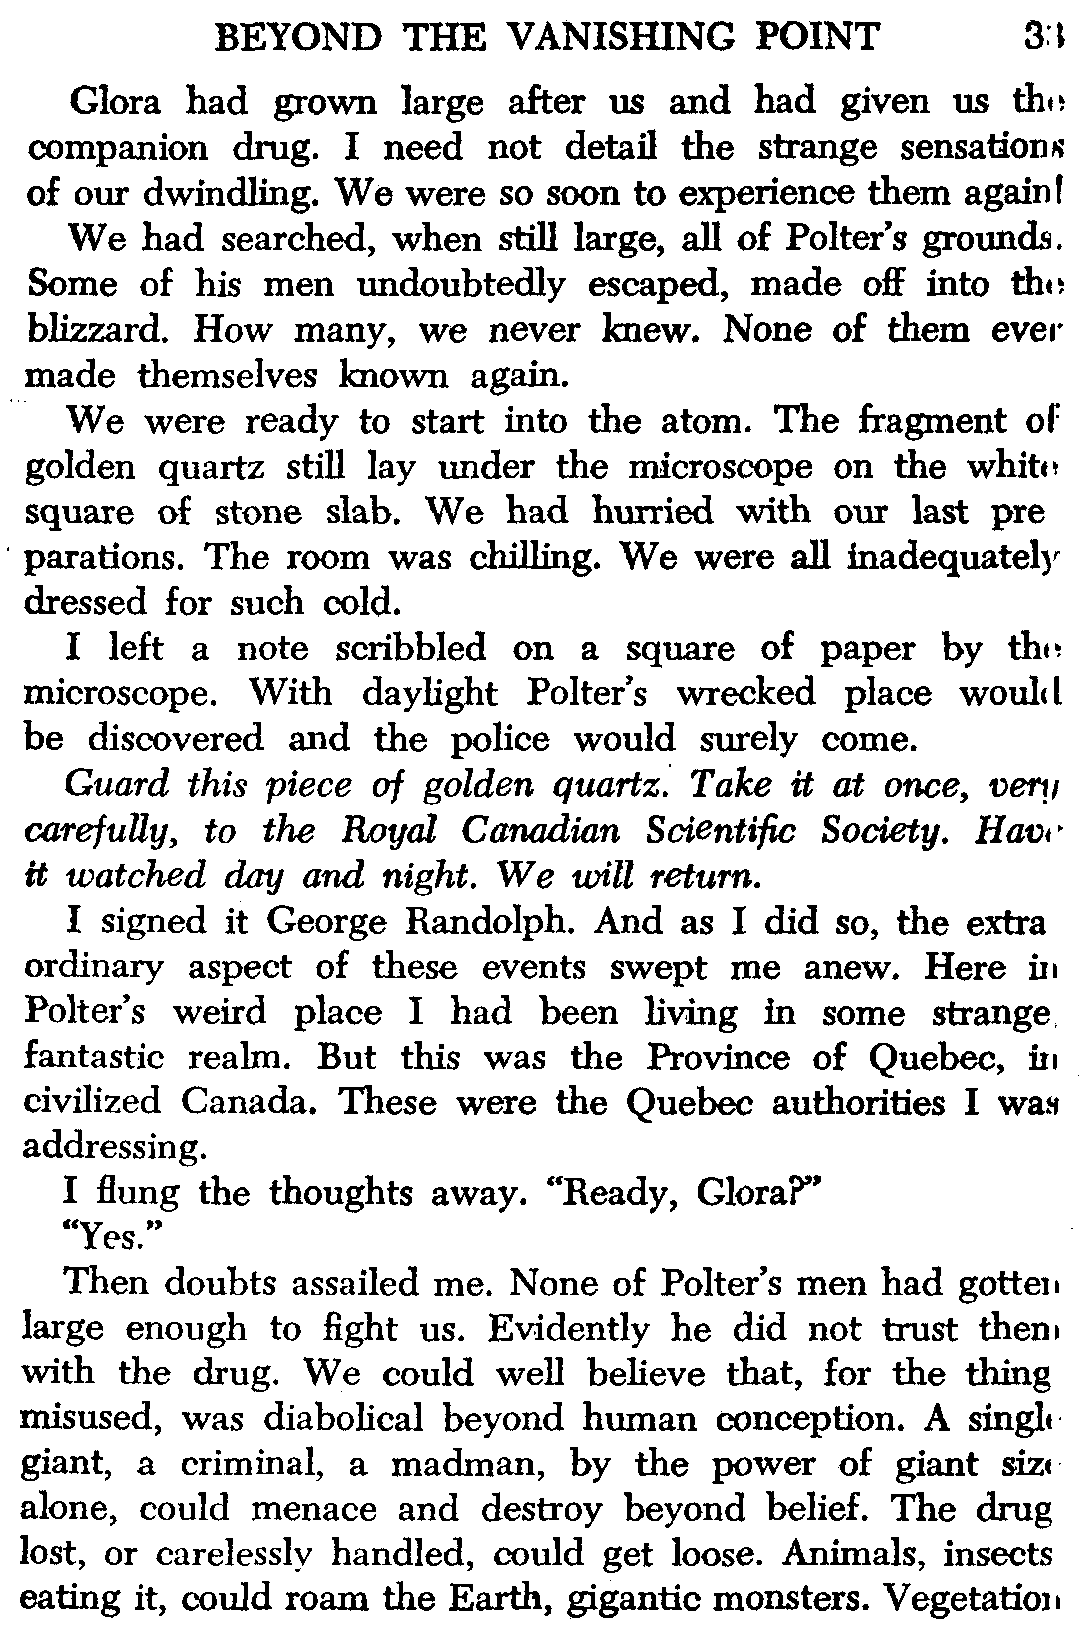 BEYOND THE VANISHING POINT 33
Glora had grown large after us and had given us the
companion drug. I need not detail the strange sensations
of our dwindling. We were so soon to experience them again!
We had searched, when still large, all of Polter's grounds.
Some of his men undoubtedly escaped, made off into the
blizzard. How many, we never knew. None of them ever
made themselves known again.
We were ready to start into the atom. The fragment of
golden quartz still lay under the microscope on the white
square of stone slab. We had hurried with our last pre
parations. The room was chilling. We were all inadequately
dressed for such cold.
I left a note scribbled on a square of paper by the
microscope. With daylight Polter's wrecked place would
be discovered and the police would surely come.
Guard this piece of golden quartz. Take it at once, very
carefully, to the Royal Canadian Scientific Society. Have
it watched day and night. We will return.
I signed it George Randolph. And as I did so, the extra
ordinary aspect of these events swept me anew. Here in
Polter's weird place I had been living in some strange
fantastic realm. But this was the Province of Quebec, in
civilized Canada. These were the Quebec authorities I was
addressing.
I flung the thoughts away. "Ready, Glora?"
"Yes."
Then doubts assailed me. None of Polter's men had gotten
large enough to fight us. Evidently he did not trust them
with the drug. We could well believe that, for the thing
misused, was diabolical beyond human conception. A single
giant, a criminal, a madman, by the power of giant size
alone, could menace and destroy beyond belief. The drug
lost, or carelessly handled, could get loose. Animals, insects
eating it, could roam the Earth, gigantic monsters. Vegetation